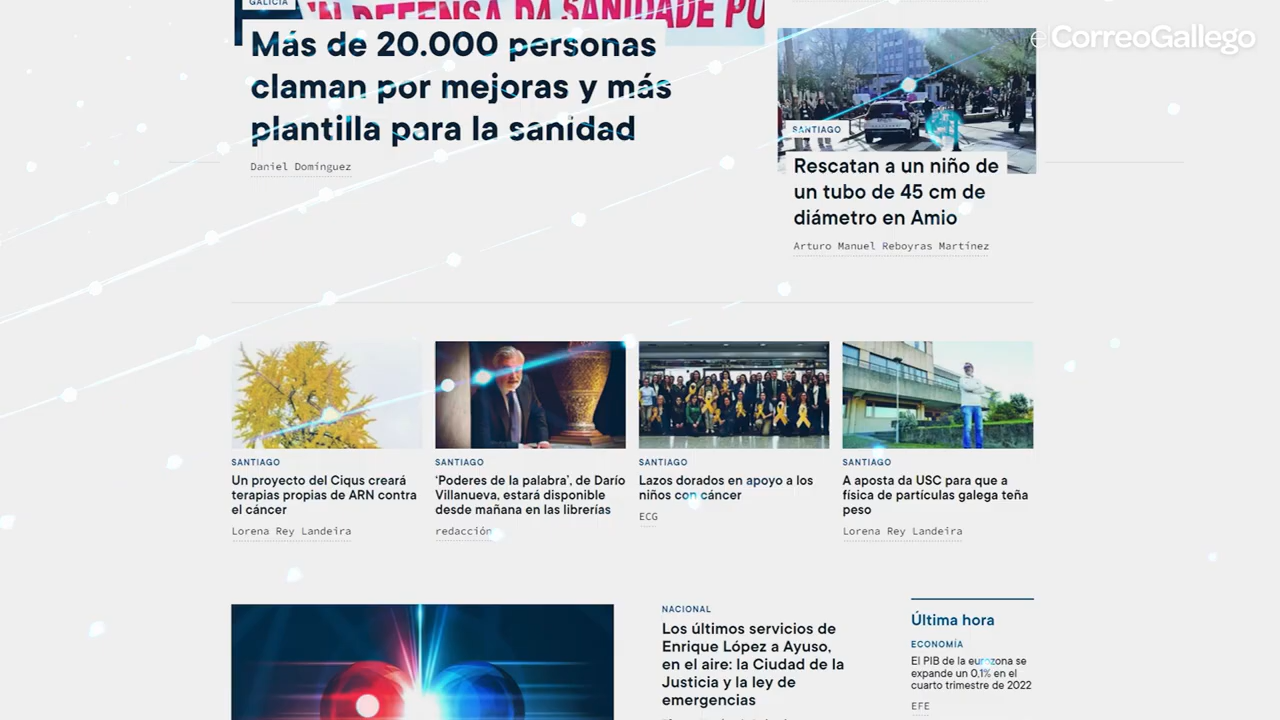 GALICIA
'N DEFENSA DA SANIDADE PÚ
elCorreoGallego
Más de 20.000 personas
claman por mejoras y más
plantilla para la sanidad
Daniel Domínguez
SANTIAGO
Rescatan a un niño de
un tubo de 45 cm de
diámetro en Amio
Arturo Manuel Reboyras Martínez
SANTIAGO
Un proyecto del Ciqus creará
terapias propias de ARN contra
el cáncer
Lorena Rey Landeira
SANTIAGO
‘Poderes de la palabra’, de Darío
Villanueva, estará disponible
desde mañana en las librerías
redacción
SANTIAGO
Lazos dorados en apoyo a los
niños con cáncer
ECG
SANTIAGO
A aposta da USC para que a
física de partículas galega teña
peso
Lorena Rey Landeira
NACIONAL
Los últimos servicios de
Enrique López a Ayuso,
en el aire: la Ciudad de la
Justicia y la ley de
emergencias
Última hora
ECONOMÍA
El PIB de la eurozona se
expande un 0,1% en el
cuarto trimestre de 2022
EFE